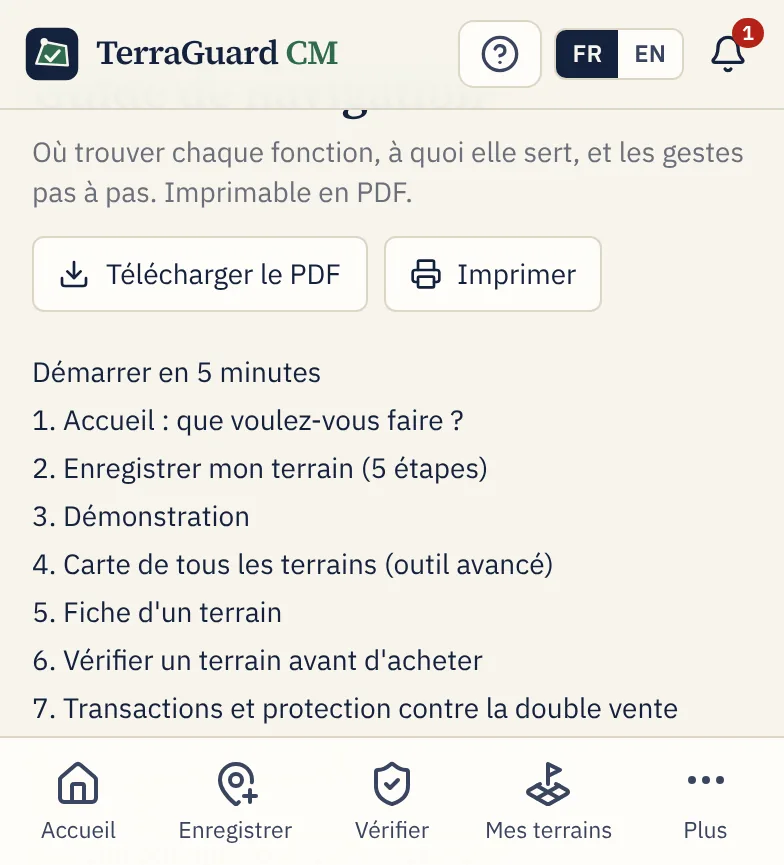 TerraGuard CM
FR
EN
1
Où trouver chaque fonction, à quoi elle sert, et les gestes
pas à pas. Imprimable en PDF.
Télécharger le PDF
Imprimer
Démarrer en 5 minutes
1. Accueil : que voulez-vous faire ?
2. Enregistrer mon terrain (5 étapes)
3. Démonstration
4. Carte de tous les terrains (outil avancé)
5. Fiche d'un terrain
6. Vérifier un terrain avant d'acheter
7. Transactions et protection contre la double vente
Accueil
Enregistrer
Vérifier
Mes terrains
Plus